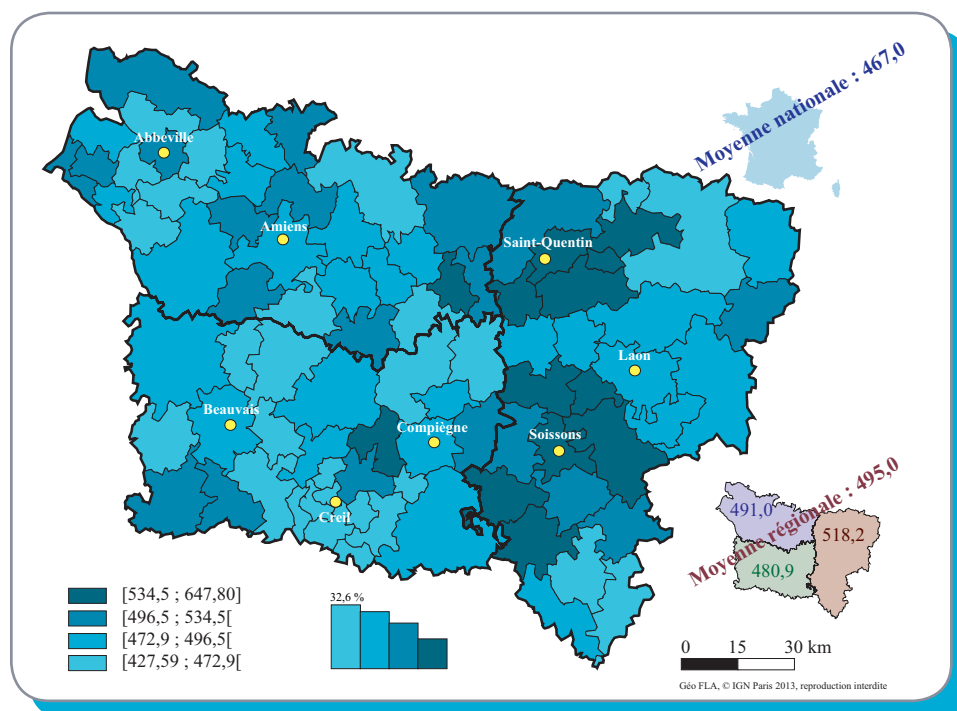 Moyenne nationale : 467,0
Abbeville
Amiens
Saint-Quentin
Laon
Beauvais
Compiègne
Soissons
Creil
Moyenne régionale : 495,0
491,0
518,2
480,9
[534,5 ; 647,80]
[496,5 ; 534,5[
[472,9 ; 496,5[
[427,59 ; 472,9[
32,6 %
0 15 30 km
Géo FLA, © IGN Paris 2013, reproduction interdite